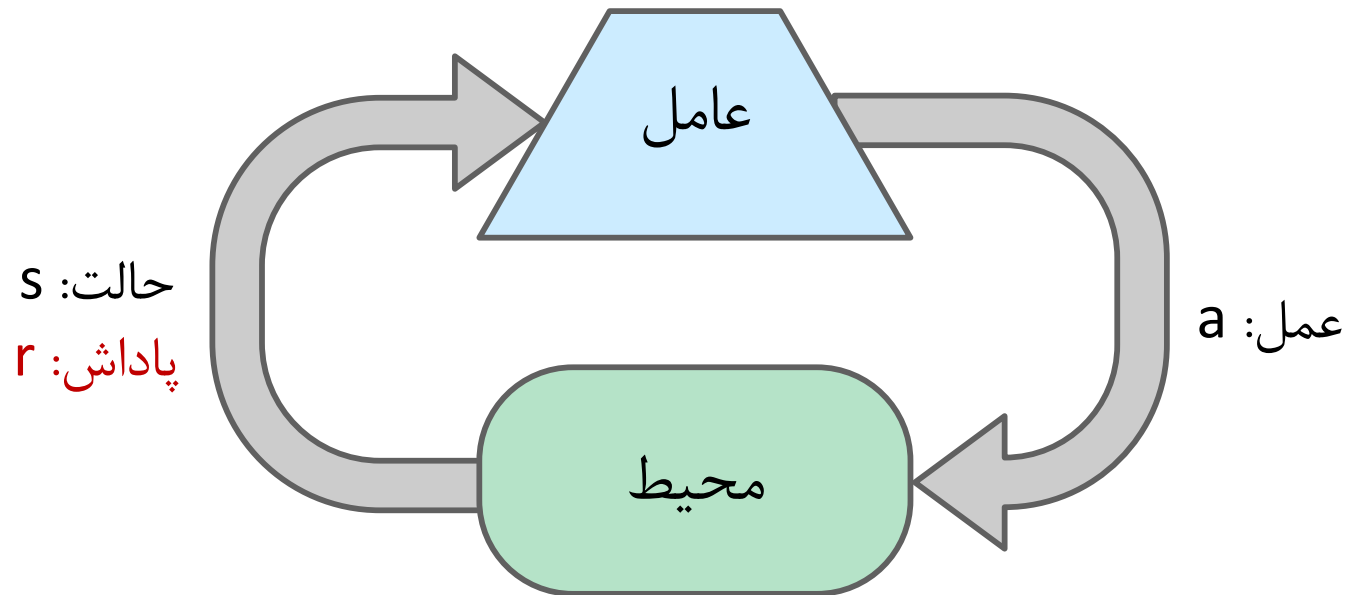 عامل
حالت: s
پاداش: r
عمل: a
محیط